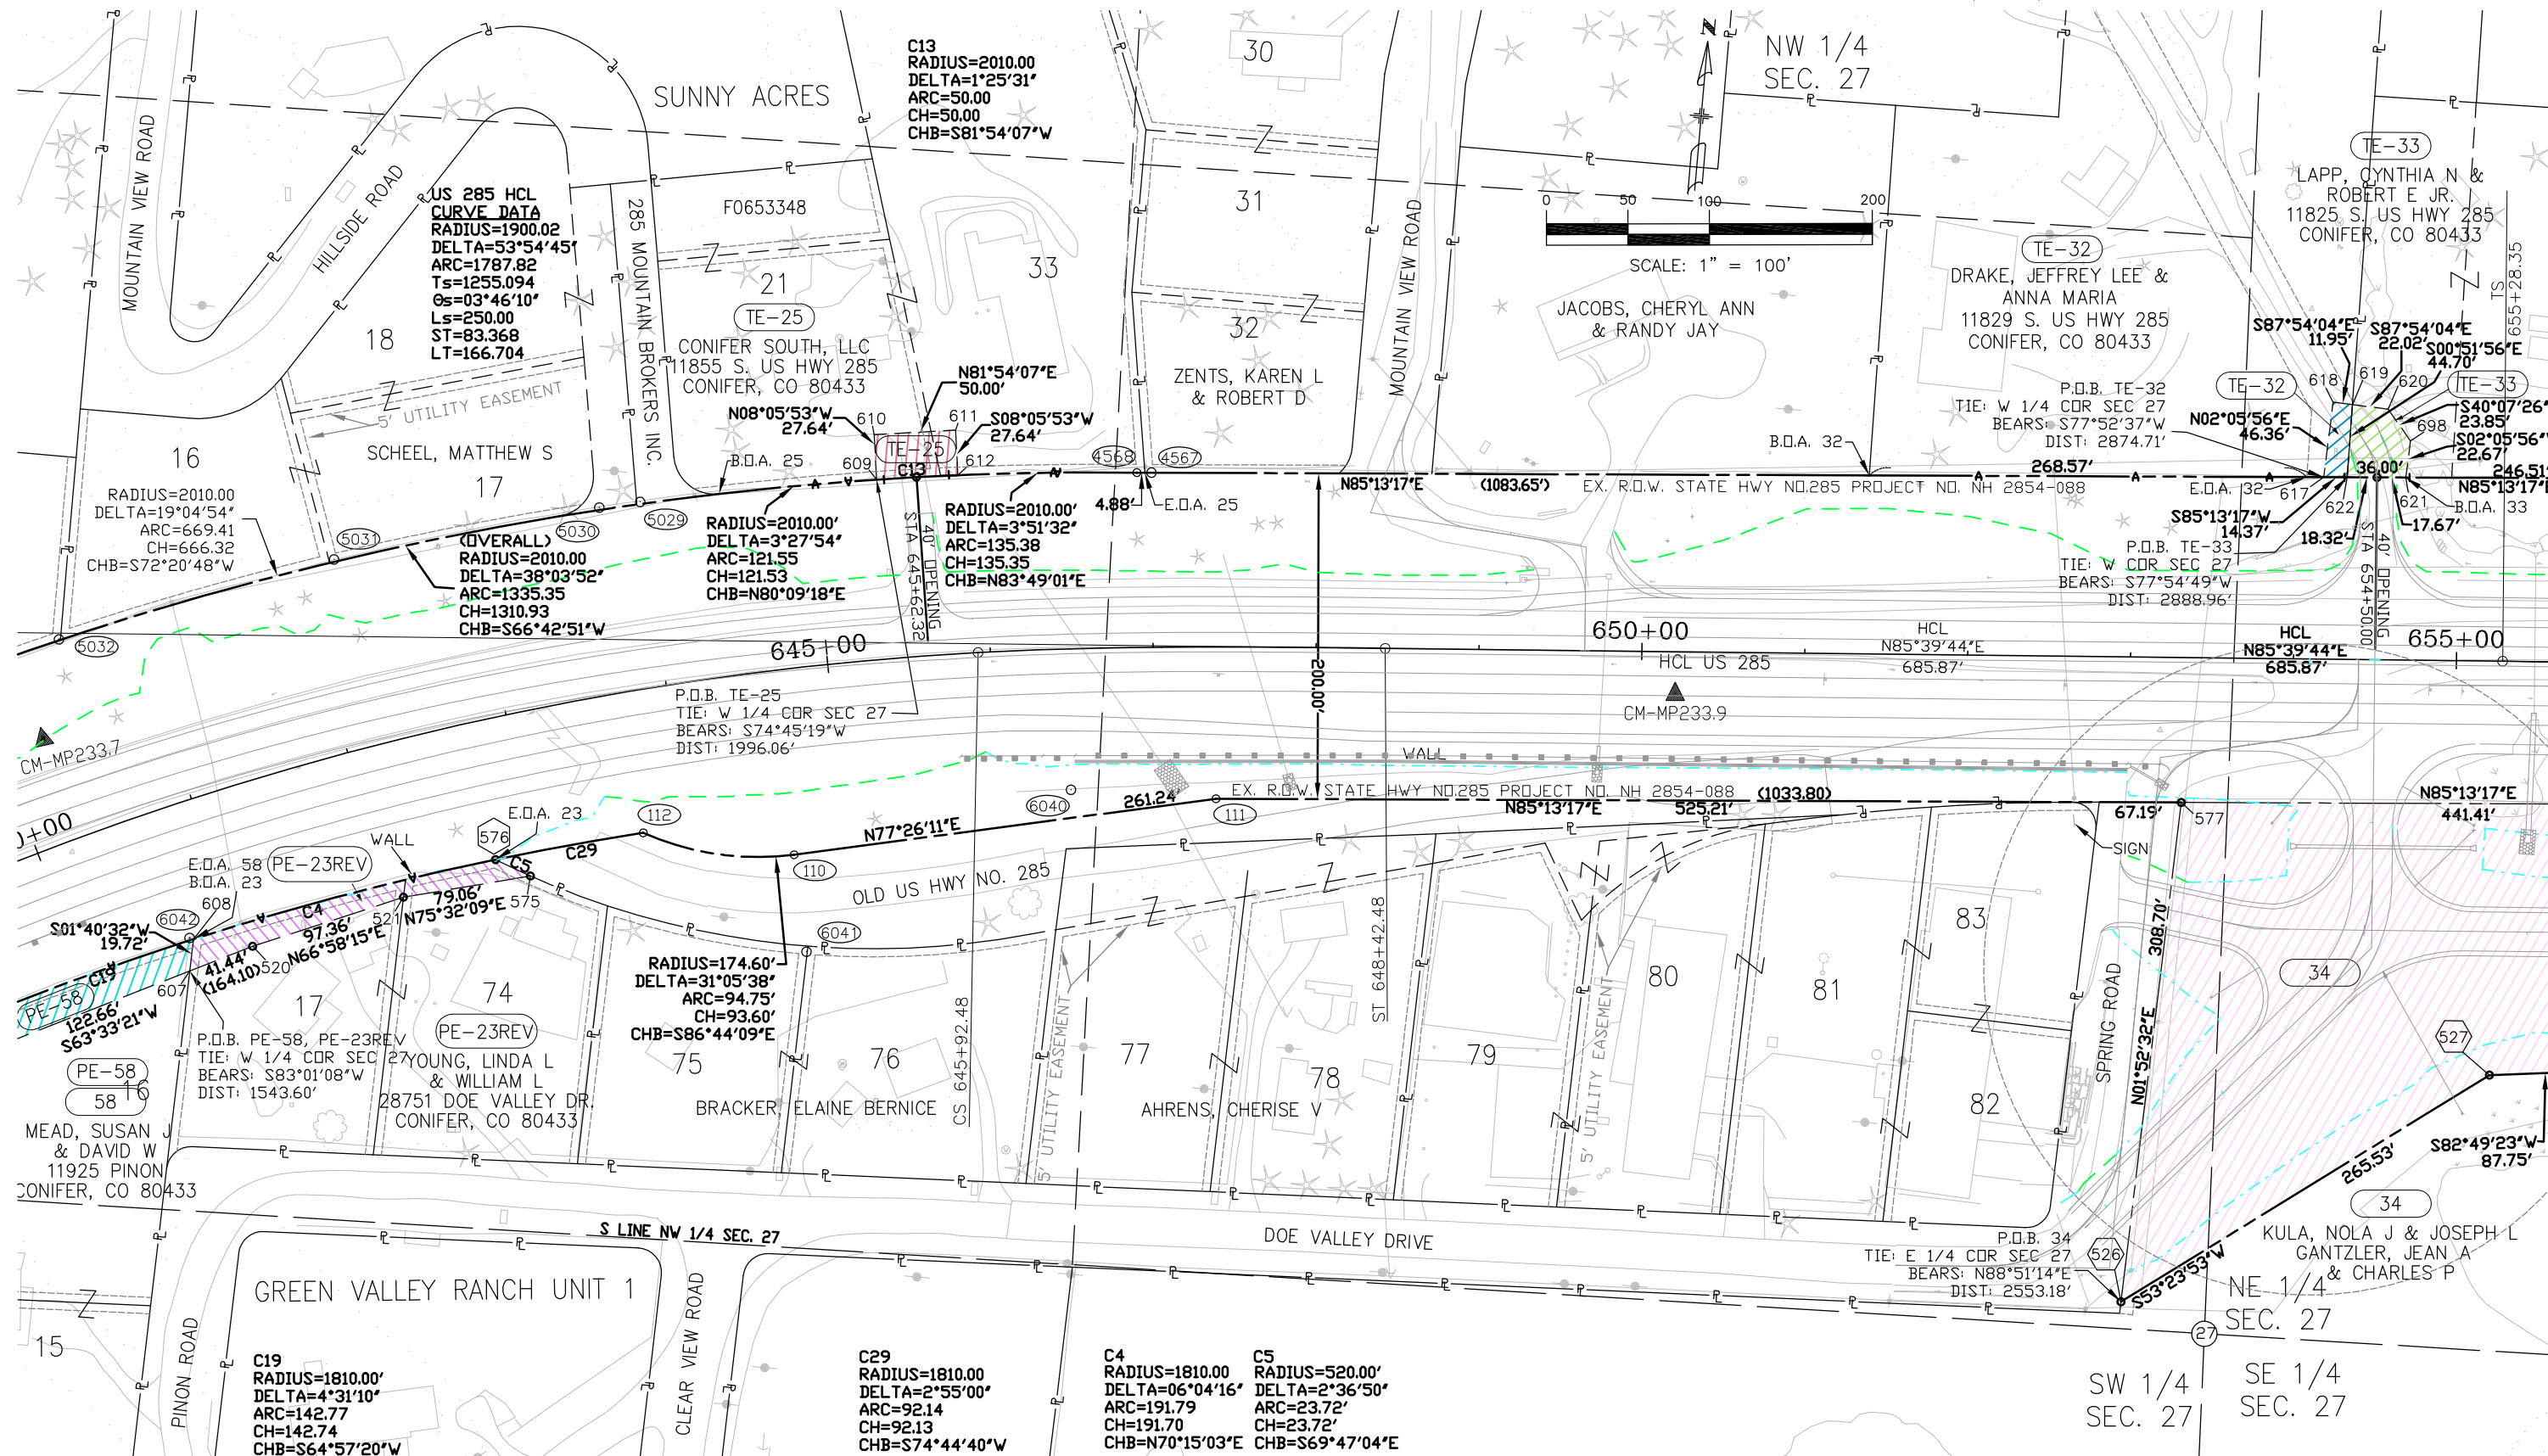 SUNNY ACRES
NW 1/4
SEC. 27
N
C13
RADIUS=2010.00
DELTA=1°25'31"
ARC=50.00
CH=50.00
CHB=S81°54'07"W
US 285 HCL
CURVE DATA
RADIUS=1900.02
DELTA=53°54'45"
ARC=1787.82
Ts=1255.094
Θs=03°46'10"
Ls=250.00
ST=83.368
LT=166.704
MOUNTAIN VIEW ROAD
HILLSIDE ROAD
285 MOUNTAIN BROKERS INC.
F0653348
30
31
32
33
21
18
17
16
TE-25
CONIFER SOUTH, LLC
11855 S. US HWY 285
CONIFER, CO 80433
5' UTILITY EASEMENT
SCHEEL, MATTHEW S
ZENTS, KAREN L
& ROBERT D
MOUNTAIN VIEW ROAD
0 50 100 200
SCALE: 1" = 100'
JACOBS, CHERYL ANN
& RANDY JAY
TE-32
DRAKE, JEFFREY LEE &
ANNA MARIA
11829 S. US HWY 285
CONIFER, CO 80433
TE-33
LAPP, CYNTHIA N &
ROBERT E JR.
11825 S. US HWY 285
CONIFER, CO 80433
TS 655+28.35
S87°54'04"E
11.95'
S87°54'04"E
22.02'
S00°51'56"E
44.70'
618
619
620
TE-32
TE-33
P.O.B. TE-32
TIE: W 1/4 COR SEC 27
BEARS: S77°52'37"W
DIST: 2874.71'
N02°05'56"E
46.36'
S40°07'26"
23.85'
698
S02°05'56"
22.67'
N81°54'07"E
50.00'
N08°05'53"W
27.64'
610
611
S08°05'53"W
27.64'
TE-25
C13
609
612
B.O.A. 25
4568
4567
4.88'
E.O.A. 25
N85°13'17"E
(1083.65')
EX. R.O.W. STATE HWY NO.285 PROJECT NO. NH 2854-088
B.O.A. 32
268.57'
36.00'
246.51'
N85°13'17"E
E.O.A. 32
617
622
621
B.O.A. 33
S85°13'17"W
14.37'
18.32'
17.67'
P.O.B. TE-33
TIE: W COR SEC 27
BEARS: S77°54'49"W
DIST: 2888.96'
STA 654+50.00
40' OPENING
RADIUS=2010.00
DELTA=19°04'54"
ARC=669.41
CH=666.32
CHB=S72°20'48"W
5031
5030
5029
5032
(OVERALL)
RADIUS=2010.00
DELTA=38°03'52"
ARC=1335.35
CH=1310.93
CHB=S66°42'51"W
RADIUS=2010.00'
DELTA=3°27'54"
ARC=121.55
CH=121.53
CHB=N80°09'18"E
STA 645+62.32
40' OPENING
RADIUS=2010.00'
DELTA=3°51'32"
ARC=135.38
CH=135.35
CHB=N83°49'01"E
645+00
650+00
655+00
HCL
N85°39'44"E
685.87'
HCL
N85°39'44"E
685.87'
HCL US 285
200.00'
CM-MP233.9
CM-MP233.7
P.O.B. TE-25
TIE: W 1/4 COR SEC 27
BEARS: S74°45'19"W
DIST: 1996.06'
WALL
EX. R.O.W. STATE HWY NO.285 PROJECT NO. NH 2854-088
N85°13'17"E
525.21'
(1033.80)
6040
261.24
111
112
110
N77°26'11"E
67.19'
577
N85°13'17"E
441.41'
SIGN
OLD US HWY NO. 285
E.O.A. 23
576
WALL
E.O.A. 58
B.O.A. 23
PE-23REV
C29
C5
575
79.06'
N75°32'09"E
521
608
6042
C4
97.36'
N66°58'15"E
S01°40'32"W
19.72'
41.44'
(164.10)
520
607
C19
PE-58
122.66'
S63°33'21"W
6041
RADIUS=174.60'
DELTA=31°05'38"
ARC=94.75'
CH=93.60'
CHB=S86°44'09"E
CS 645+92.48
ST 648+42.48
5' UTILITY EASEMENT
5' UTILITY EASEMENT
17
74
75
76
77
78
79
80
81
82
83
P.O.B. PE-58, PE-23REV
TIE: W 1/4 COR SEC 27
BEARS: S83°01'08"W
DIST: 1543.60'
PE-23REV
YOUNG, LINDA L
& WILLIAM L
28751 DOE VALLEY DR.
CONIFER, CO 80433
BRACKER, ELAINE BERNICE
AHRENS, CHERISE V
PE-58
58
16
MEAD, SUSAN J
& DAVID W
11925 PINON
CONIFER, CO 80433
SPRING ROAD
N01°52'32"E
308.70'
34
527
265.53'
S53°23'53"W
S82°49'23"W
87.75'
34
KULA, NOLA J & JOSEPH L
GANTZLER, JEAN A
& CHARLES P
P.O.B. 34
TIE: E 1/4 COR SEC 27
BEARS: N88°51'14"E
DIST: 2553.18'
526
NE 1/4
SEC. 27
27
SW 1/4
SEC. 27
SE 1/4
SEC. 27
S LINE NW 1/4 SEC. 27
DOE VALLEY DRIVE
GREEN VALLEY RANCH UNIT 1
15
PINON ROAD
CLEAR VIEW ROAD
C19
RADIUS=1810.00'
DELTA=4°31'10"
ARC=142.77
CH=142.74
CHB=S64°57'20"W
C29
RADIUS=1810.00
DELTA=2°55'00"
ARC=92.14
CH=92.13
CHB=S74°44'40"W
C4
RADIUS=1810.00
DELTA=06°04'16"
ARC=191.79
CH=191.70
CHB=N70°15'03"E
C5
RADIUS=520.00'
DELTA=2°36'50"
ARC=23.72'
CH=23.72'
CHB=S69°47'04"E